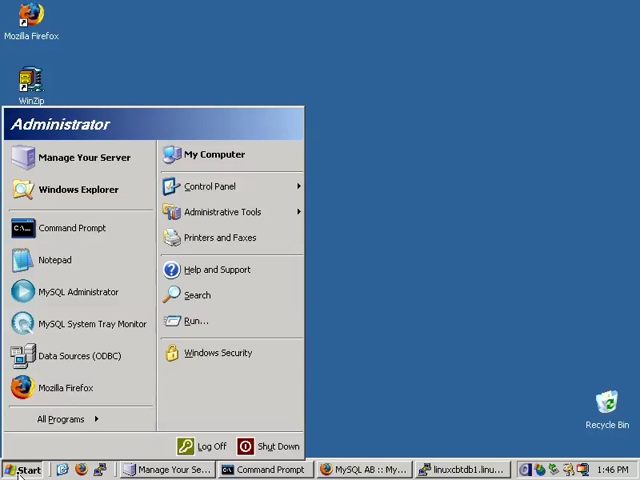 Mozilla Firefox
WinZip
Administrator
Manage Your Server
Windows Explorer
Command Prompt
Notepad
MySQL Administrator
MySQL System Tray Monitor
Data Sources (ODBC)
Mozilla Firefox
All Programs
My Computer
Control Panel
Administrative Tools
Printers and Faxes
Help and Support
Search
Run...
Windows Security
Log Off
Shut Down
Recycle Bin
Start
Manage Your Se...
Command Prompt
MySQL AB :: My...
linuxcbtdb1.linu...
1:46 PM